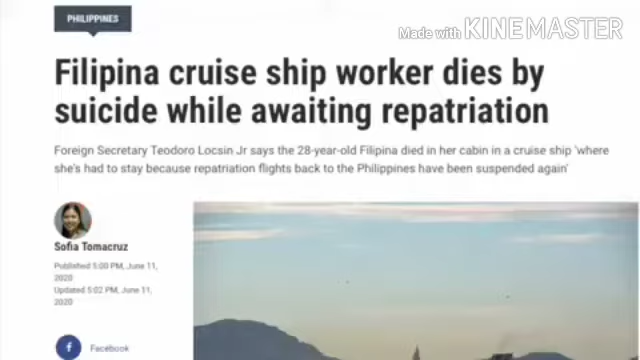 PHILIPPINES
Made with KINEMASTER
Filipina cruise ship worker dies by
suicide while awaiting repatriation
Foreign Secretary Teodoro Locsin Jr says the 28-year-old Filipina died in her cabin in a cruise ship 'where
she's had to stay because repatriation flights back to the Philippines have been suspended again'
Sofia Tomacruz
Published 5:00 PM, June 11,
2020
Updated 5:02 PM, June 11,
2020
f Facebook